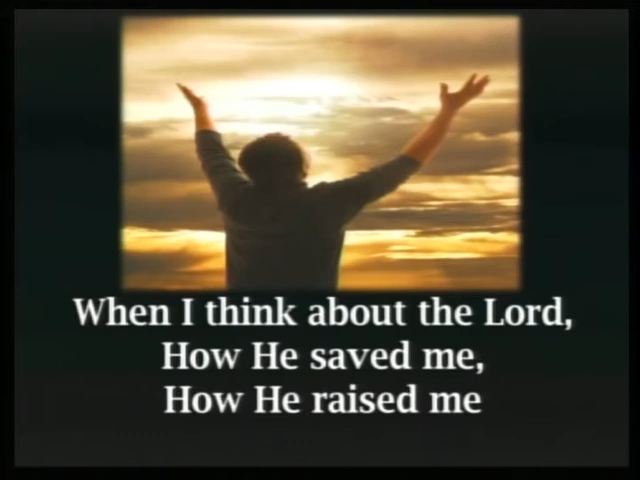 When I think about the Lord,
How He saved me,
How He raised me